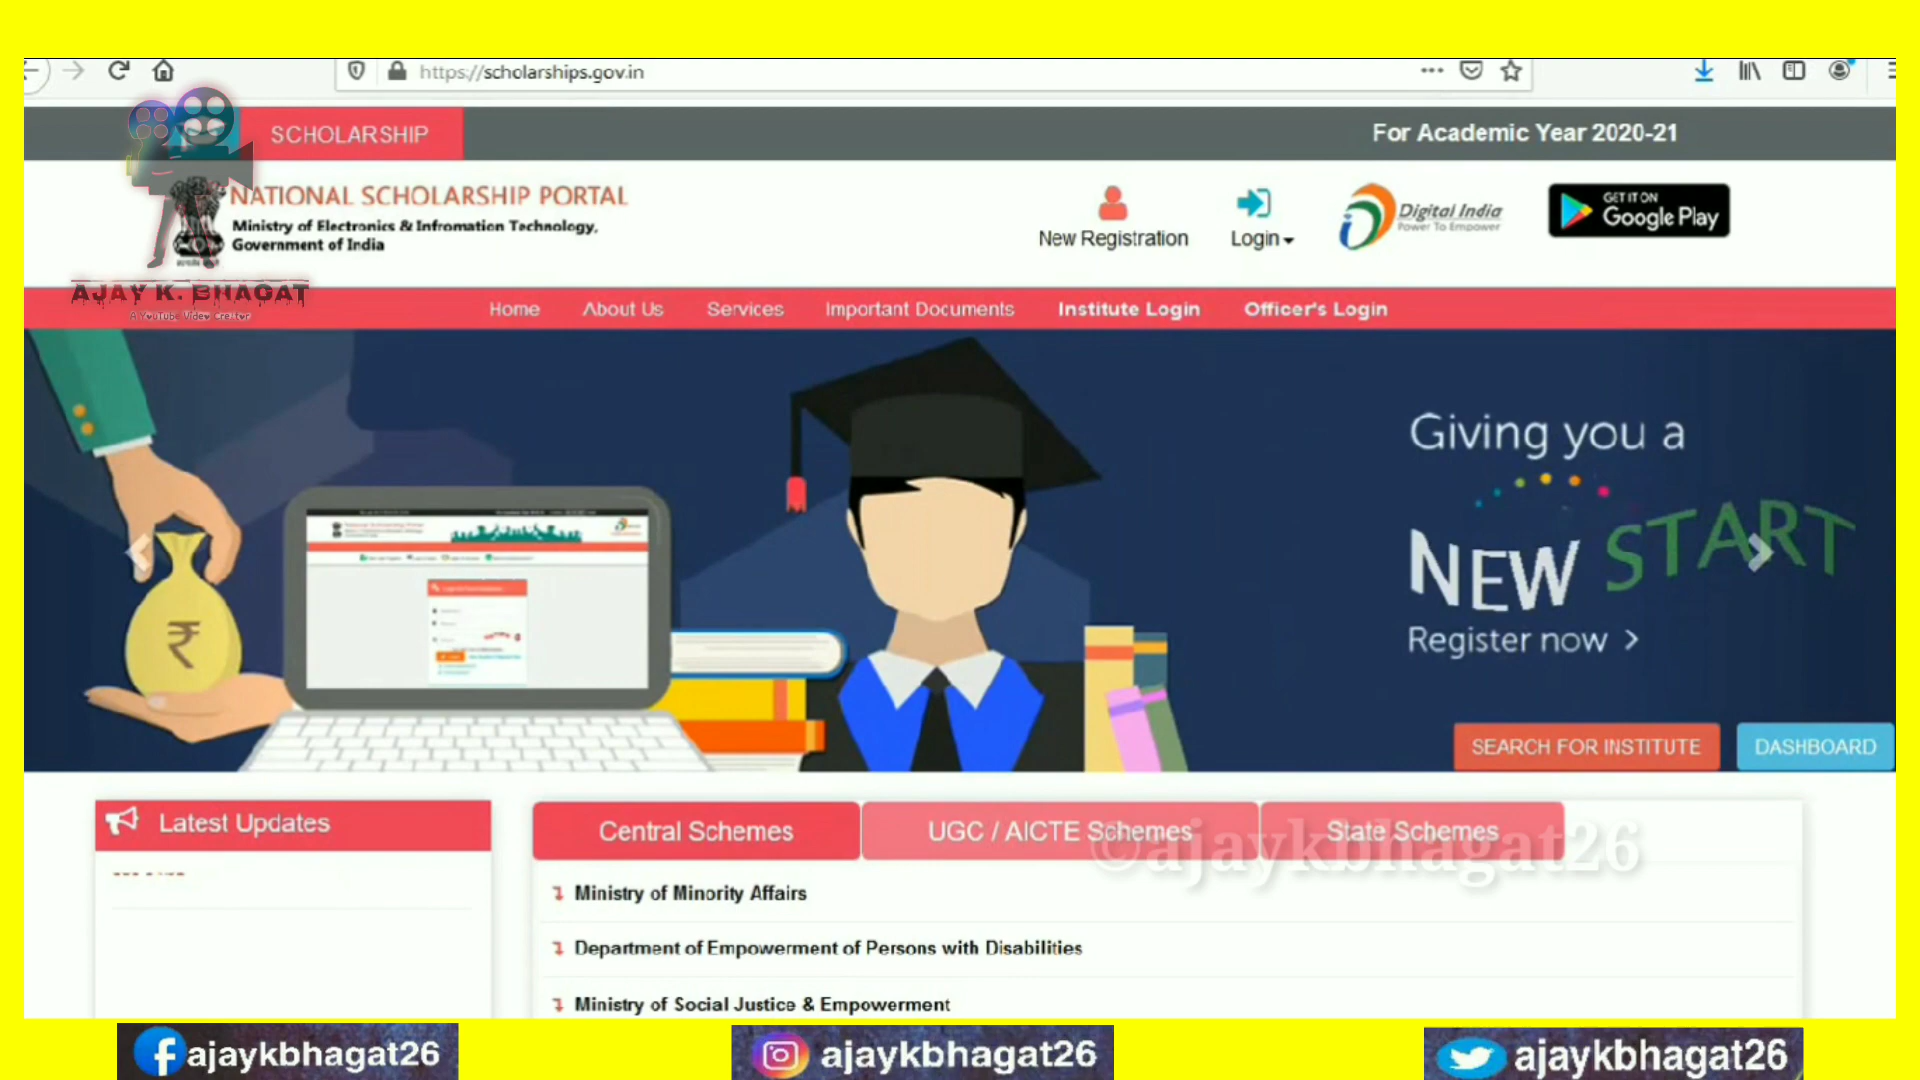 https://scholarships.gov.in
SCHOLARSHIP
For Academic Year 2020-21
NATIONAL SCHOLARSHIP PORTAL
Ministry of Electronics & Infromation Technology,
Government of India
New Registration
Login
Digital India
Power To Empower
GET IT ON
Google Play
AJAY K. BHAGAT
A YouTube Video Creator
Home
About Us
Services
Important Documents
Institute Login
Officer's Login
Giving you a
NEW START
Register now >
₹
SEARCH FOR INSTITUTE
DASHBOARD
Latest Updates
Central Schemes
UGC / AICTE Schemes
State Schemes
©ajaykbhagat26
Ministry of Minority Affairs
Department of Empowerment of Persons with Disabilities
Ministry of Social Justice & Empowerment
ajaykbhagat26
ajaykbhagat26
ajaykbhagat26